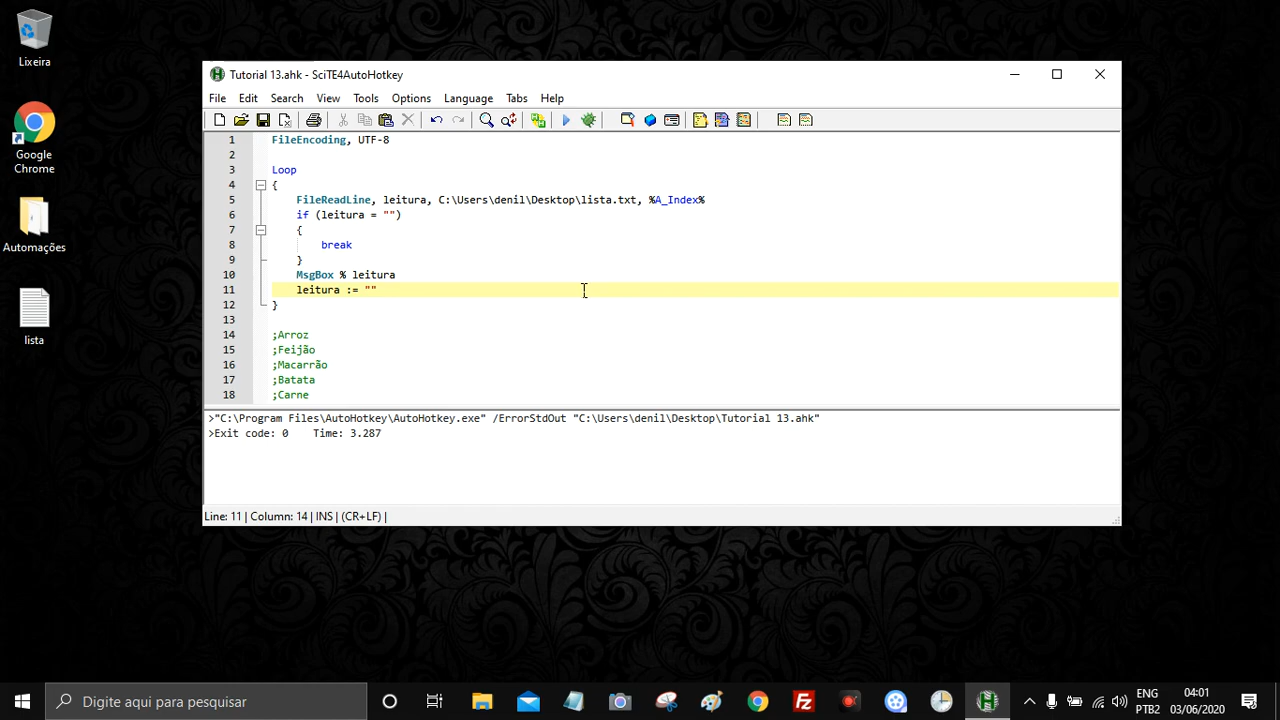 Lixeira
Google
Chrome
Automações
lista
Tutorial 13.ahk - SciTE4AutoHotkey
File Edit Search View Tools Options Language Tabs Help
1 FileEncoding, UTF-8
2
3 Loop
4 {
5 FileReadLine, leitura, C:\Users\denil\Desktop\lista.txt, %A_Index%
6 if (leitura = "")
7 {
8 break
9 }
10 MsgBox % leitura
11 leitura := ""
12 }
13
14 ;Arroz
15 ;Feijão
16 ;Macarrão
17 ;Batata
18 ;Carne
>"C:\Program Files\AutoHotkey\AutoHotkey.exe" /ErrorStdOut "C:\Users\denil\Desktop\Tutorial 13.ahk"
>Exit code: 0    Time: 3.287
Line: 11 | Column: 14 | INS | (CR+LF) |
Digite aqui para pesquisar
ENG 04:01
PTB2 03/06/2020